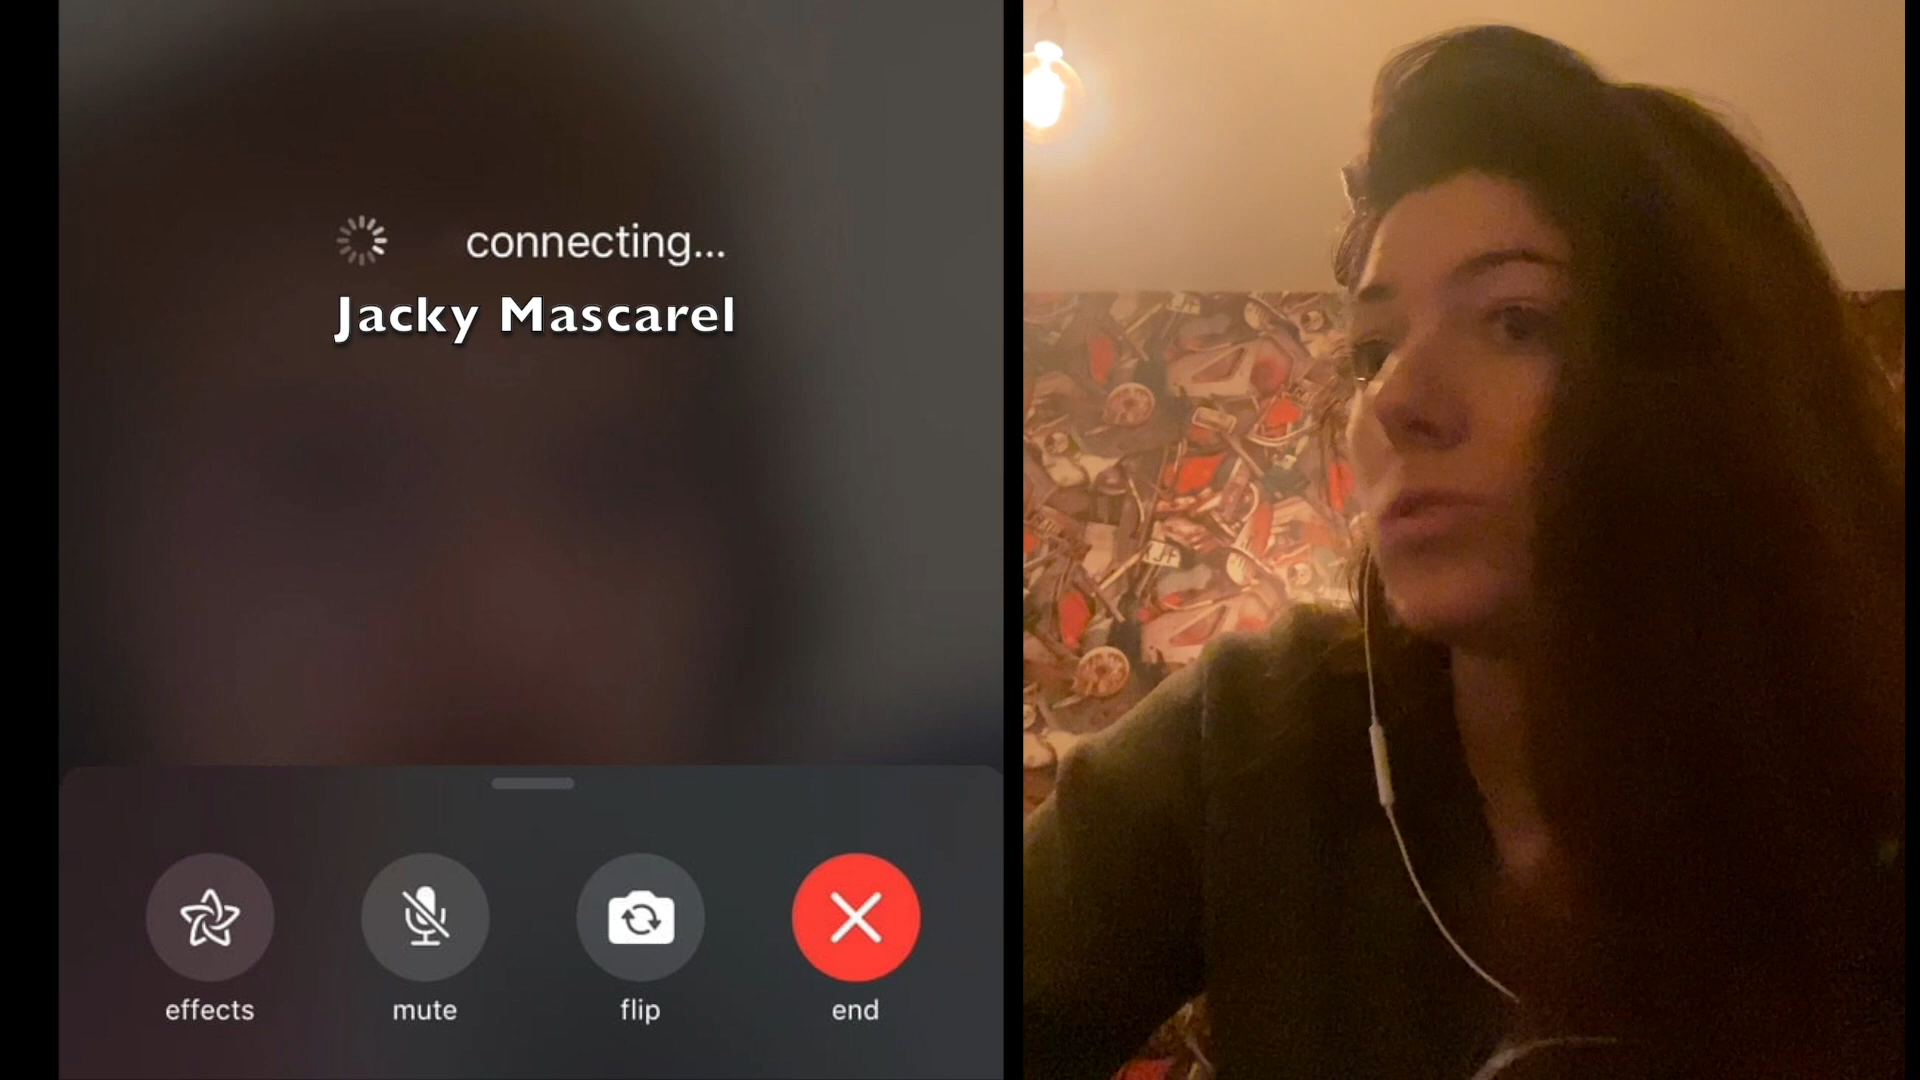 connecting...
Jacky Mascarel
effects
mute
flip
end